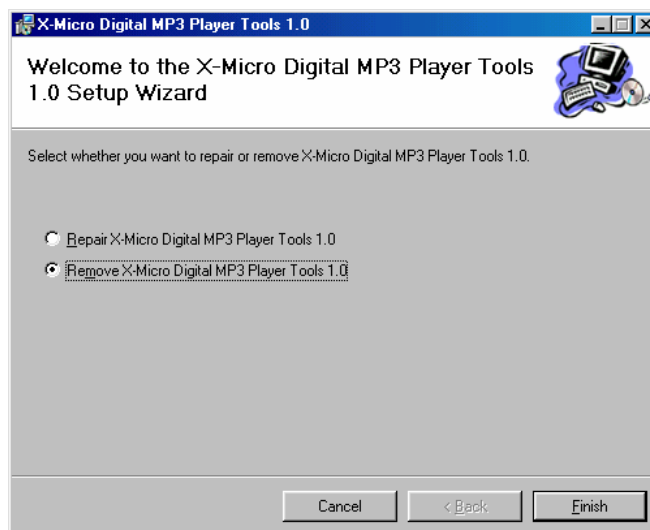 X-Micro Digital MP3 Player Tools 1.0
Welcome to the X-Micro Digital MP3 Player Tools
1.0 Setup Wizard
Select whether you want to repair or remove X-Micro Digital MP3 Player Tools 1.0.
Repair X-Micro Digital MP3 Player Tools 1.0
Remove X-Micro Digital MP3 Player Tools 1.0
Cancel < Back Finish